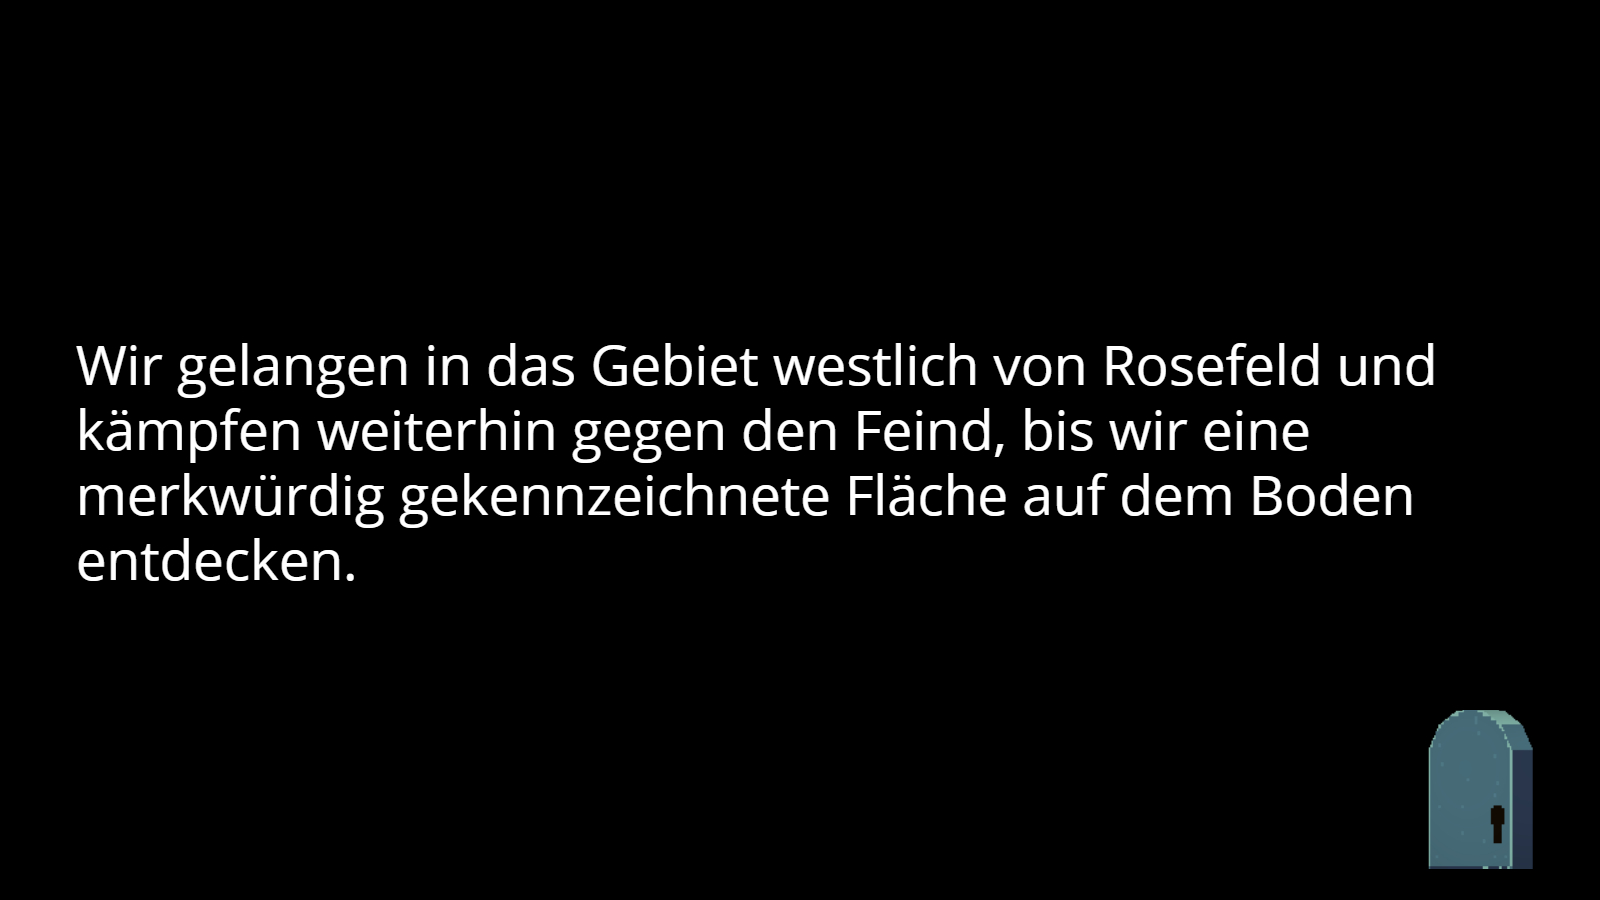 Wir gelangen in das Gebiet westlich von Rosefeld und
kämpfen weiterhin gegen den Feind, bis wir eine
merkwürdig gekennzeichnete Fläche auf dem Boden
entdecken.